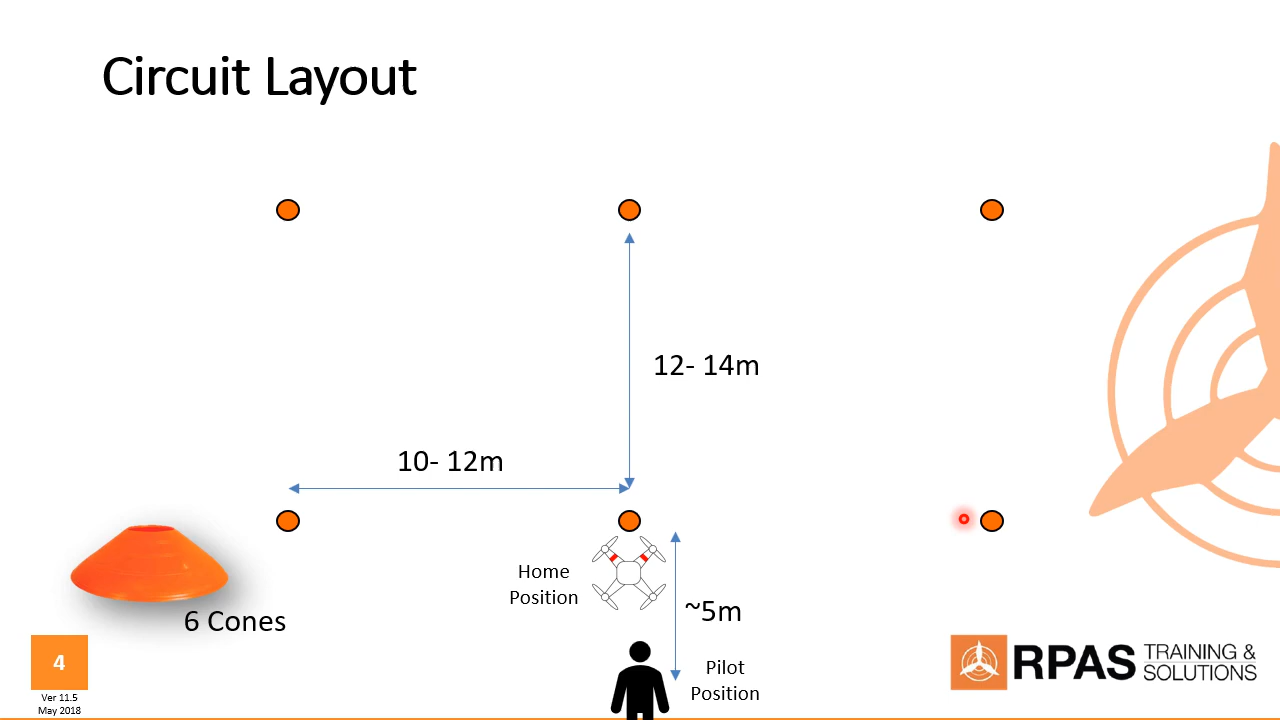 Circuit Layout
12- 14m
10- 12m
Home
Position
~5m
6 Cones
Pilot
Position
4
Ver 11.5
May 2018
RPAS TRAINING &
SOLUTIONS